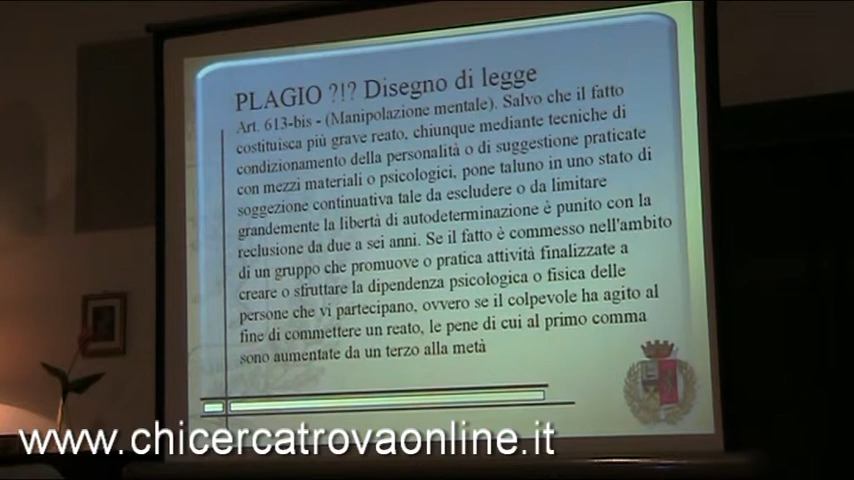 PLAGIO ?!? Disegno di legge
Art. 613-bis - (Manipolazione mentale). Salvo che il fatto
costituisca più grave reato, chiunque mediante tecniche di
condizionamento della personalità o di suggestione praticate
con mezzi materiali o psicologici, pone taluno in uno stato di
soggezione continuativa tale da escludere o da limitare
grandemente la libertà di autodeterminazione è punito con la
reclusione da due a sei anni. Se il fatto è commesso nell'ambito
di un gruppo che promuove o pratica attività finalizzate a
creare o sfruttare la dipendenza psicologica o fisica delle
persone che vi partecipano, ovvero se il colpevole ha agito al
fine di commettere un reato, le pene di cui al primo comma
sono aumentate da un terzo alla metà
www.chicercatrovaonline.it